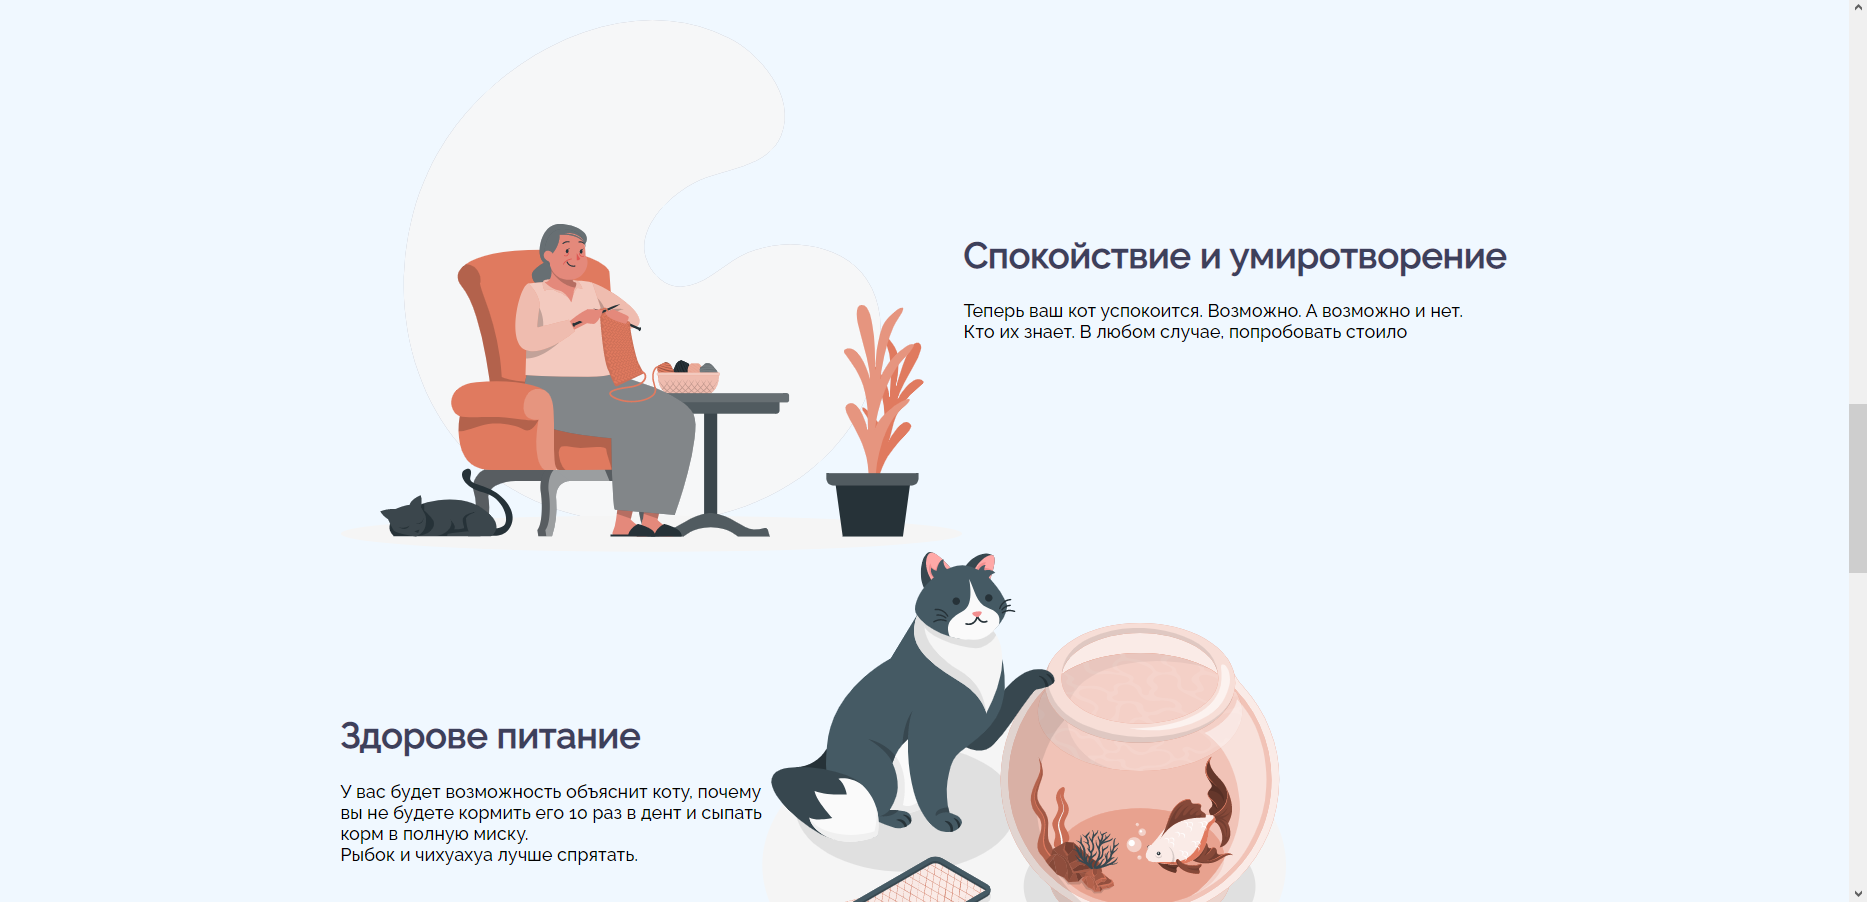 Спокойствие и умиротворение
Теперь ваш кот успокоится. Возможно. А возможно и нет.
Кто их знает. В любом случае, попробовать стоило
Здорове питание
У вас будет возможность объяснит коту, почему
вы не будете кормить его 10 раз в дент и сыпать
корм в полную миску.
Рыбок и чихуахуа лучше спрятать.